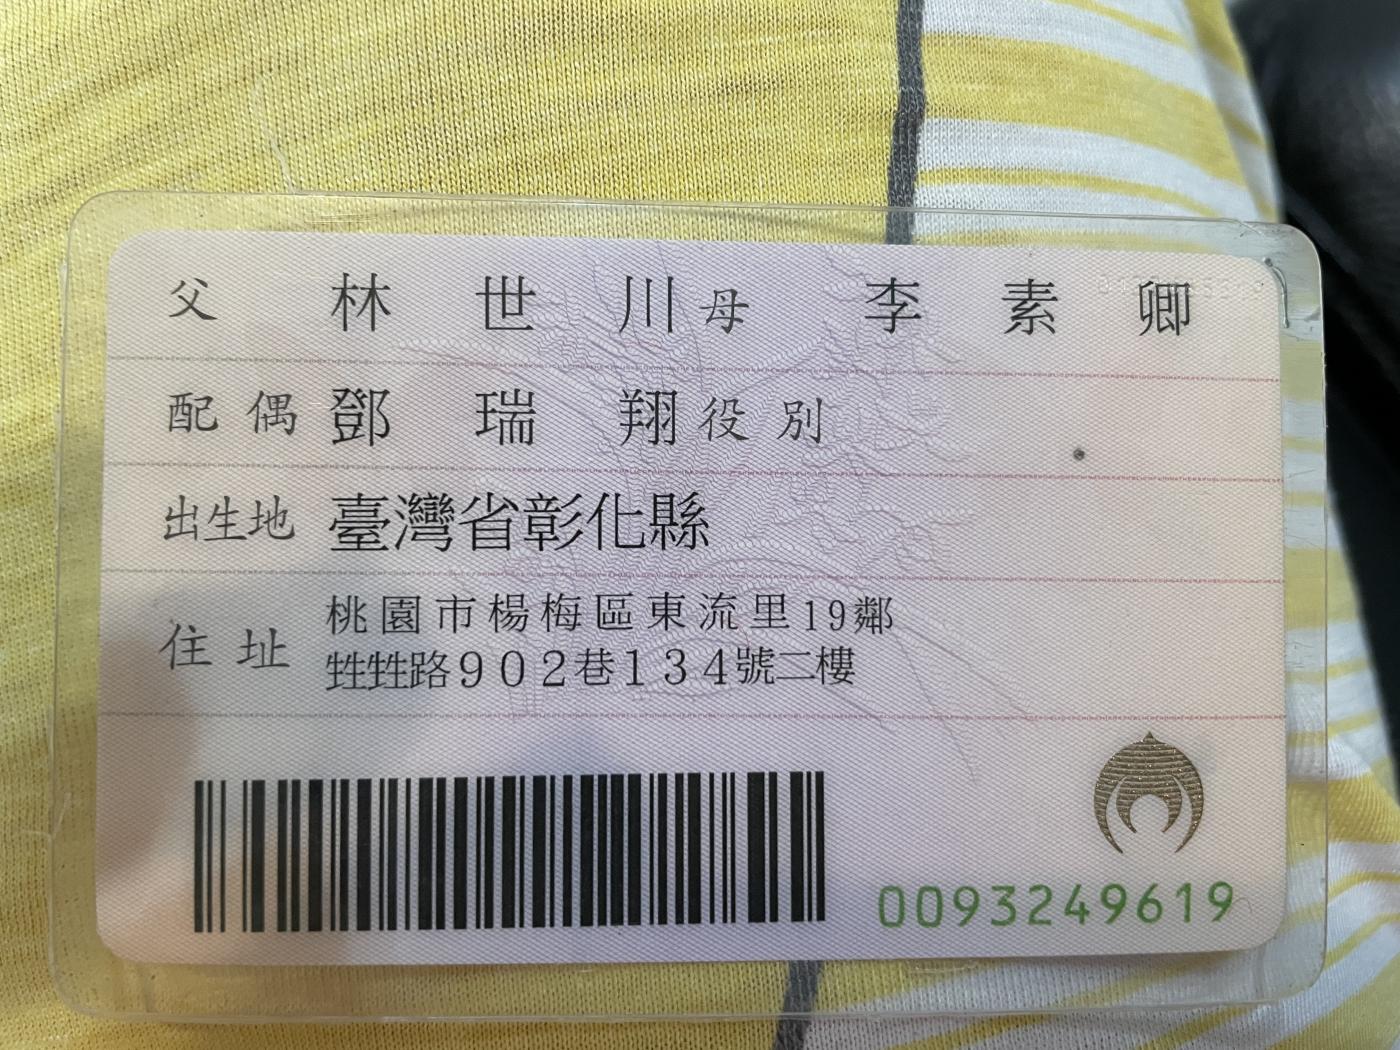 父 林世川 母 李素卿
配偶 鄧瑞翔 役別
出生地 臺灣省彰化縣
住址 桃園市楊梅區東流里19鄰
甡甡路902巷134號二樓
0093249619